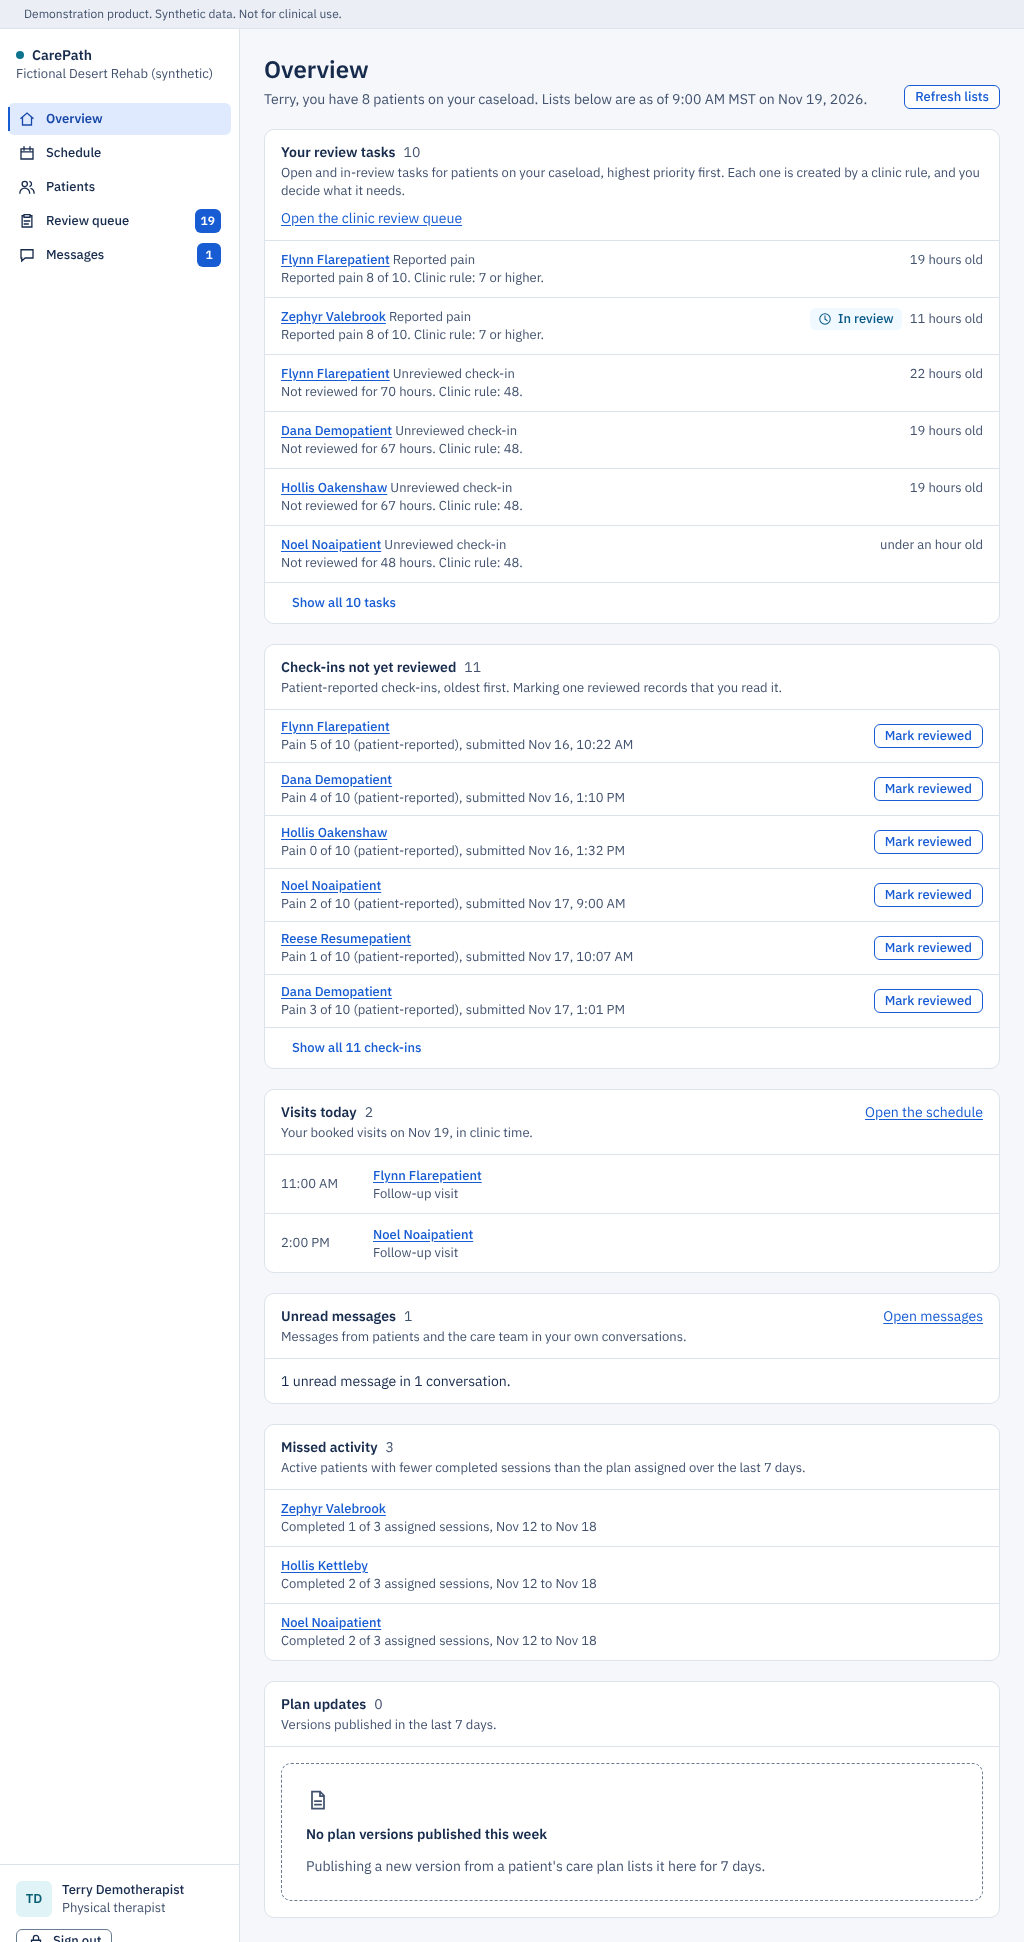 Demonstration product. Synthetic data. Not for clinical use.
CarePath
Fictional Desert Rehab (synthetic)
Overview
Schedule
Patients
Review queue 19
Messages 1
Overview
Terry, you have 8 patients on your caseload. Lists below are as of 9:00 AM MST on Nov 19, 2026.
Refresh lists
Your review tasks 10
Open and in-review tasks for patients on your caseload, highest priority first. Each one is created by a clinic rule, and you
decide what it needs.
Open the clinic review queue
Flynn Flarepatient Reported pain 19 hours old
Reported pain 8 of 10. Clinic rule: 7 or higher.
Zephyr Valebrook Reported pain In review 11 hours old
Reported pain 8 of 10. Clinic rule: 7 or higher.
Flynn Flarepatient Unreviewed check-in 22 hours old
Not reviewed for 70 hours. Clinic rule: 48.
Dana Demopatient Unreviewed check-in 19 hours old
Not reviewed for 67 hours. Clinic rule: 48.
Hollis Oakenshaw Unreviewed check-in 19 hours old
Not reviewed for 67 hours. Clinic rule: 48.
Noel Noaipatient Unreviewed check-in under an hour old
Not reviewed for 48 hours. Clinic rule: 48.
Show all 10 tasks
Check-ins not yet reviewed 11
Patient-reported check-ins, oldest first. Marking one reviewed records that you read it.
Flynn Flarepatient
Pain 5 of 10 (patient-reported), submitted Nov 16, 10:22 AM
Mark reviewed
Dana Demopatient
Pain 4 of 10 (patient-reported), submitted Nov 16, 1:10 PM
Mark reviewed
Hollis Oakenshaw
Pain 0 of 10 (patient-reported), submitted Nov 16, 1:32 PM
Mark reviewed
Noel Noaipatient
Pain 2 of 10 (patient-reported), submitted Nov 17, 9:00 AM
Mark reviewed
Reese Resumepatient
Pain 1 of 10 (patient-reported), submitted Nov 17, 10:07 AM
Mark reviewed
Dana Demopatient
Pain 3 of 10 (patient-reported), submitted Nov 17, 1:01 PM
Mark reviewed
Show all 11 check-ins
Visits today 2 Open the schedule
Your booked visits on Nov 19, in clinic time.
11:00 AM Flynn Flarepatient
Follow-up visit
2:00 PM Noel Noaipatient
Follow-up visit
Unread messages 1 Open messages
Messages from patients and the care team in your own conversations.
1 unread message in 1 conversation.
Missed activity 3
Active patients with fewer completed sessions than the plan assigned over the last 7 days.
Zephyr Valebrook
Completed 1 of 3 assigned sessions, Nov 12 to Nov 18
Hollis Kettleby
Completed 2 of 3 assigned sessions, Nov 12 to Nov 18
Noel Noaipatient
Completed 2 of 3 assigned sessions, Nov 12 to Nov 18
Plan updates 0
Versions published in the last 7 days.
No plan versions published this week
Publishing a new version from a patient's care plan lists it here for 7 days.
TD
Terry Demotherapist
Physical therapist
Sign out